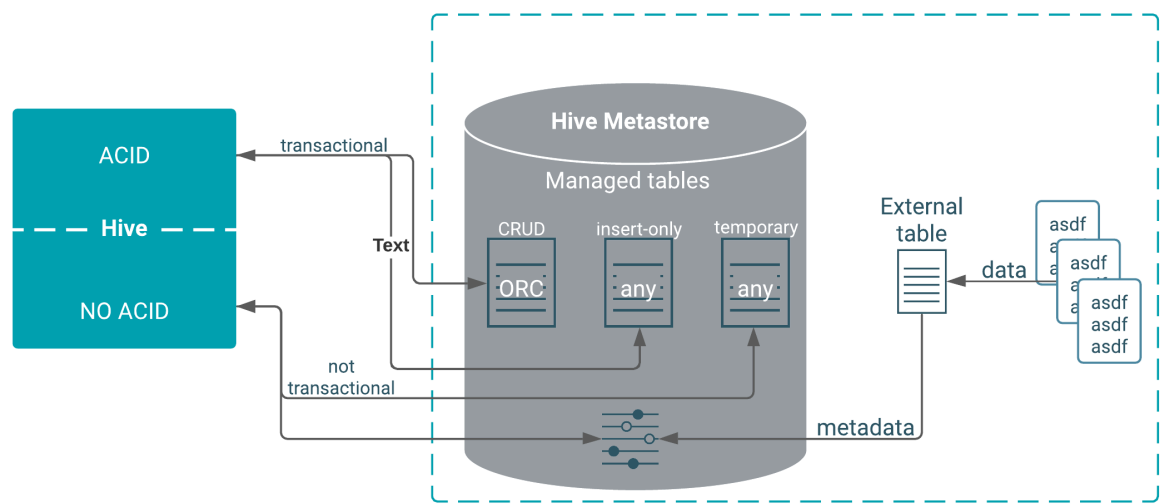 ACID
Hive
NO ACID
transactional
Text
not
transactional
Hive Metastore
Managed tables
CRUD
insert-only
temporary
ORC
any
any
External
table
data
metadata
asdf
asdf
asdf
asdf
asdf